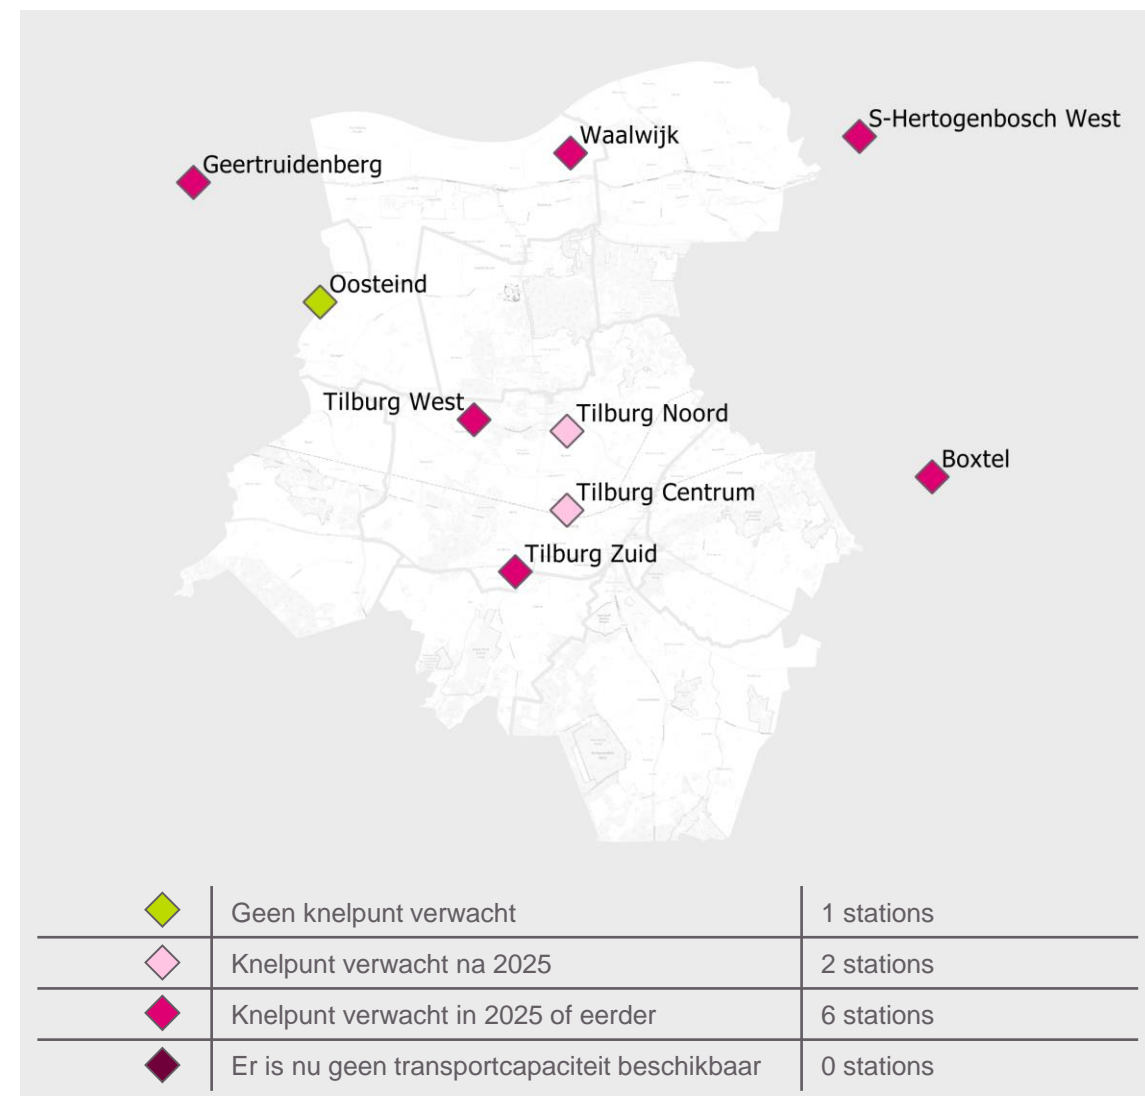 S-Hertogenbosch West
Waalwijk
Geertruidenberg
Oosteind
Tilburg West
Tilburg Noord
Boxtel
Tilburg Centrum
Tilburg Zuid
Geen knelpunt verwacht 1 stations
Knelpunt verwacht na 2025 2 stations
Knelpunt verwacht in 2025 of eerder 6 stations
Er is nu geen transportcapaciteit beschikbaar 0 stations